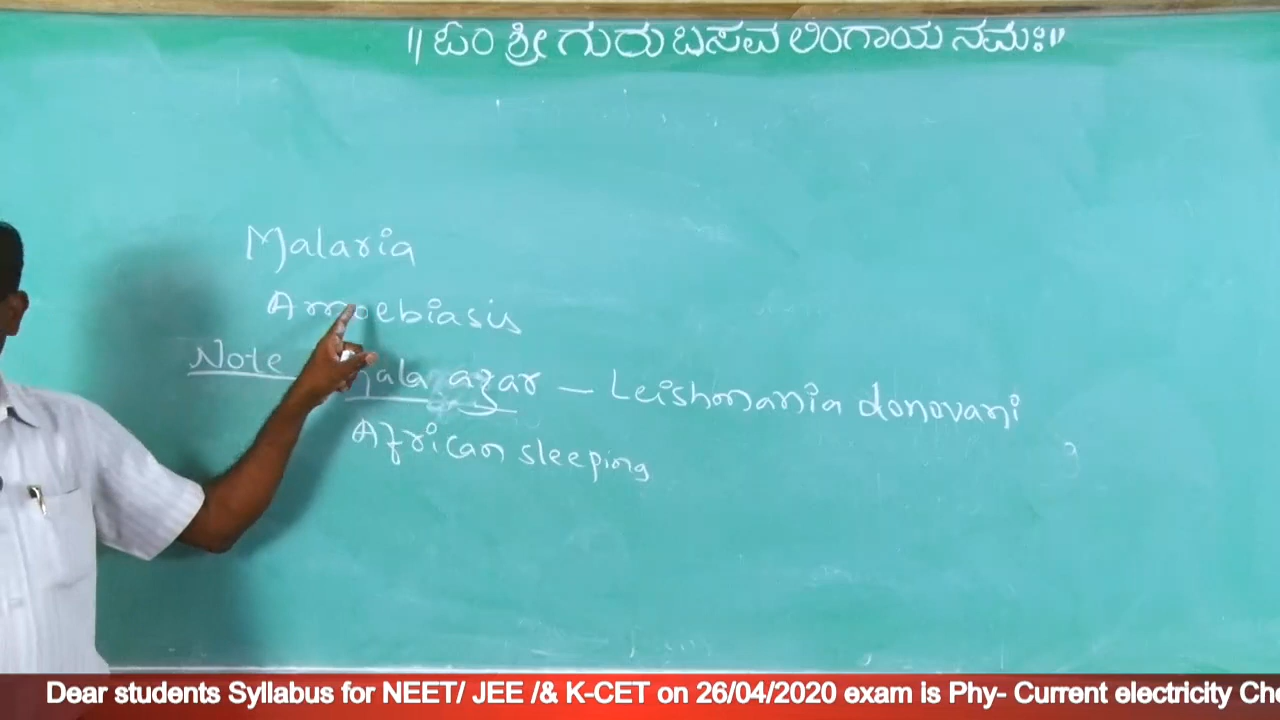 ॥ ಓಂ ಶ್ರೀ ಗುರು ಬಸವ ಲಿಂಗಾಯ ನಮಃ॥
Malaria
Amoebiasis
Note azar – Leishmania donovani
African sleeping
Dear students Syllabus for NEET/ JEE /& K-CET on 26/04/2020 exam is Phy- Current electricity